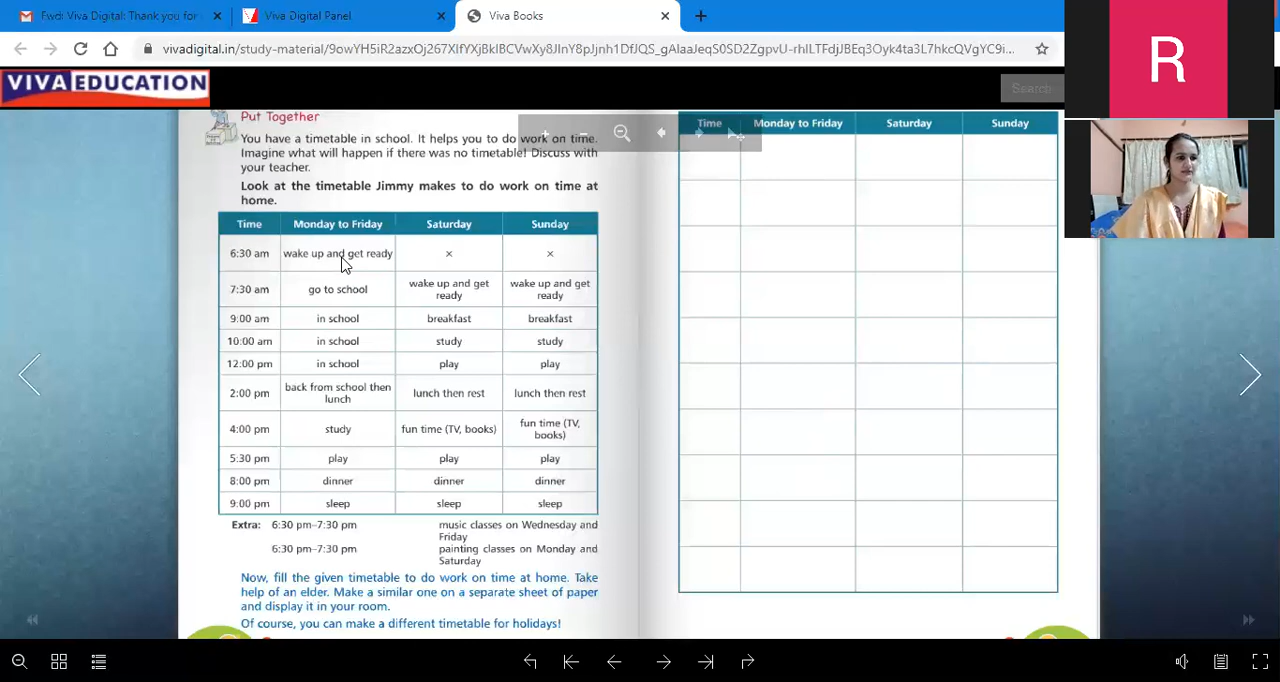 Fwd: Viva Digital: Thank you for
Viva Digital Panel
Viva Books
vivadigital.in/study-material/
VIVA EDUCATION
Search
R
Put Together
You have a timetable in school. It helps you to do work on time.
Imagine what will happen if there was no timetable! Discuss with
your teacher.
Look at the timetable Jimmy makes to do work on time at
home.
Time Monday to Friday Saturday Sunday
6:30 am wake up and get ready × ×
7:30 am go to school wake up and get ready wake up and get ready
9:00 am in school breakfast breakfast
10:00 am in school study study
12:00 pm in school play play
2:00 pm back from school then lunch lunch then rest lunch then rest
4:00 pm study fun time (TV, books) fun time (TV, books)
5:30 pm play play play
8:00 pm dinner dinner dinner
9:00 pm sleep sleep sleep
Extra: 6:30 pm–7:30 pm music classes on Wednesday and
Friday
6:30 pm–7:30 pm painting classes on Monday and
Saturday
Now, fill the given timetable to do work on time at home. Take
help of an elder. Make a similar one on a separate sheet of paper
and display it in your room.
Of course, you can make a different timetable for holidays!
Time Monday to Friday Saturday Sunday